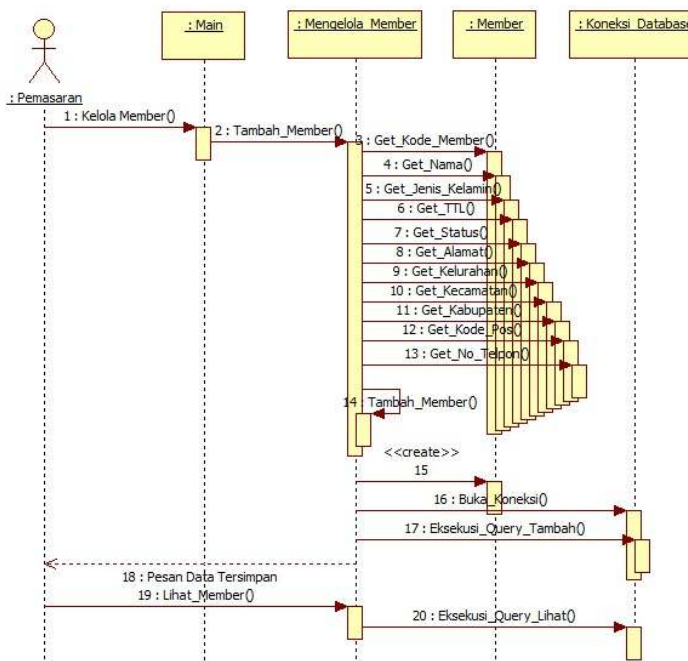 : Main
: Mengelola_Member
: Member
: Koneksi_Database
: Pemasaran
1 : Kelola Member()
2 : Tambah_Member()
3 : Get_Kode_Member()
4 : Get_Nama()
5 : Get_Jenis_Kelamin()
6 : Get_TTL()
7 : Get_Status()
8 : Get_Alamat()
9 : Get_Kelurahan()
10 : Get_Kecamatan()
11 : Get_Kabupaten()
12 : Get_Kode_Pos()
13 : Get_No_Telpon()
14 : Tambah_Member()
<<create>>
15
16 : Buka_Koneksi()
17 : Eksekusi_Query_Tambah()
18 : Pesan Data Tersimpan
19 : Lihat_Member()
20 : Eksekusi_Query_Lihat()